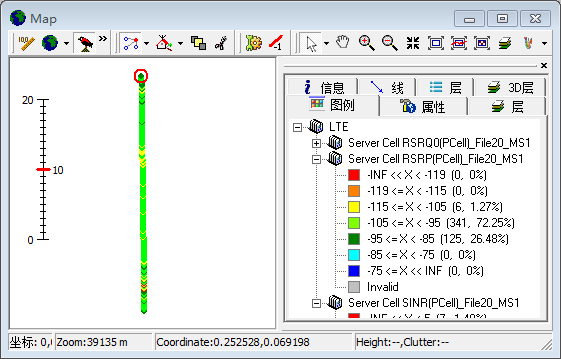 Map
信息
线
层
3D层
图例
属性
层
20
10
0
LTE
Server Cell RSRQ0(PCell)_File20_MS1
Server Cell RSRP(PCell)_File20_MS1
-INF << X < -119 (0, 0%)
-119 <= X < -115 (0, 0%)
-115 <= X < -105 (6, 1.27%)
-105 <= X < -95 (341, 72.25%)
-95 <= X < -85 (125, 26.48%)
-85 <= X < -75 (0, 0%)
-75 <= X << INF (0, 0%)
Invalid
Server Cell SINR(PCell)_File20_MS1
坐标: 0,0
Zoom:39135 m
Coordinate:0.252528,0.069198
Height:--,Clutter:--